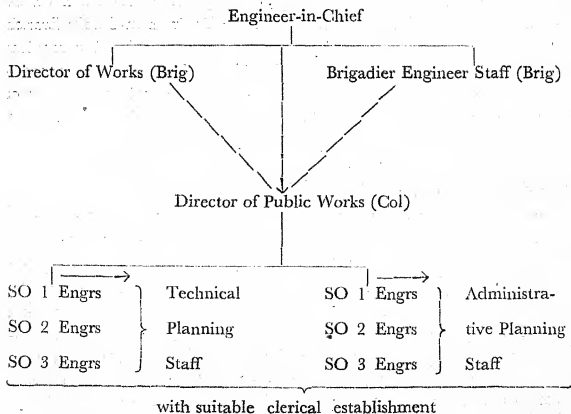 Engineer-in-Chief
Director of Works (Brig) Brigadier Engineer Staff (Brig)
Director of Public Works (Col)
SO 1 Engrs } Technical SO 1 Engrs } Administra-
SO 2 Engrs } Planning SO 2 Engrs } tive Planning
SO 3 Engrs } Staff SO 3 Engrs } Staff
with suitable clerical establishment